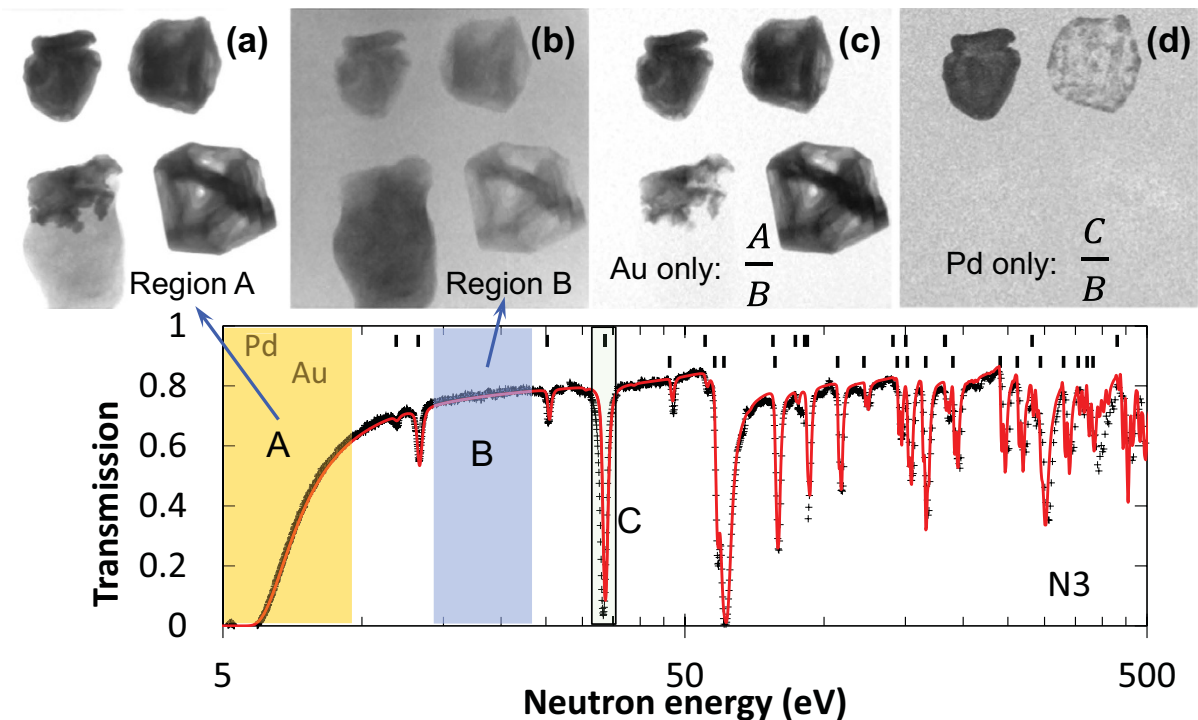 (a)
(b)
(c)
(d)
Region A
Region B
Au only: A/B
Pd only: C/B
1
0.8
0.6
0.4
0.2
0
Transmission
Pd
Au
A
B
C
N3
5
50
500
Neutron energy (eV)